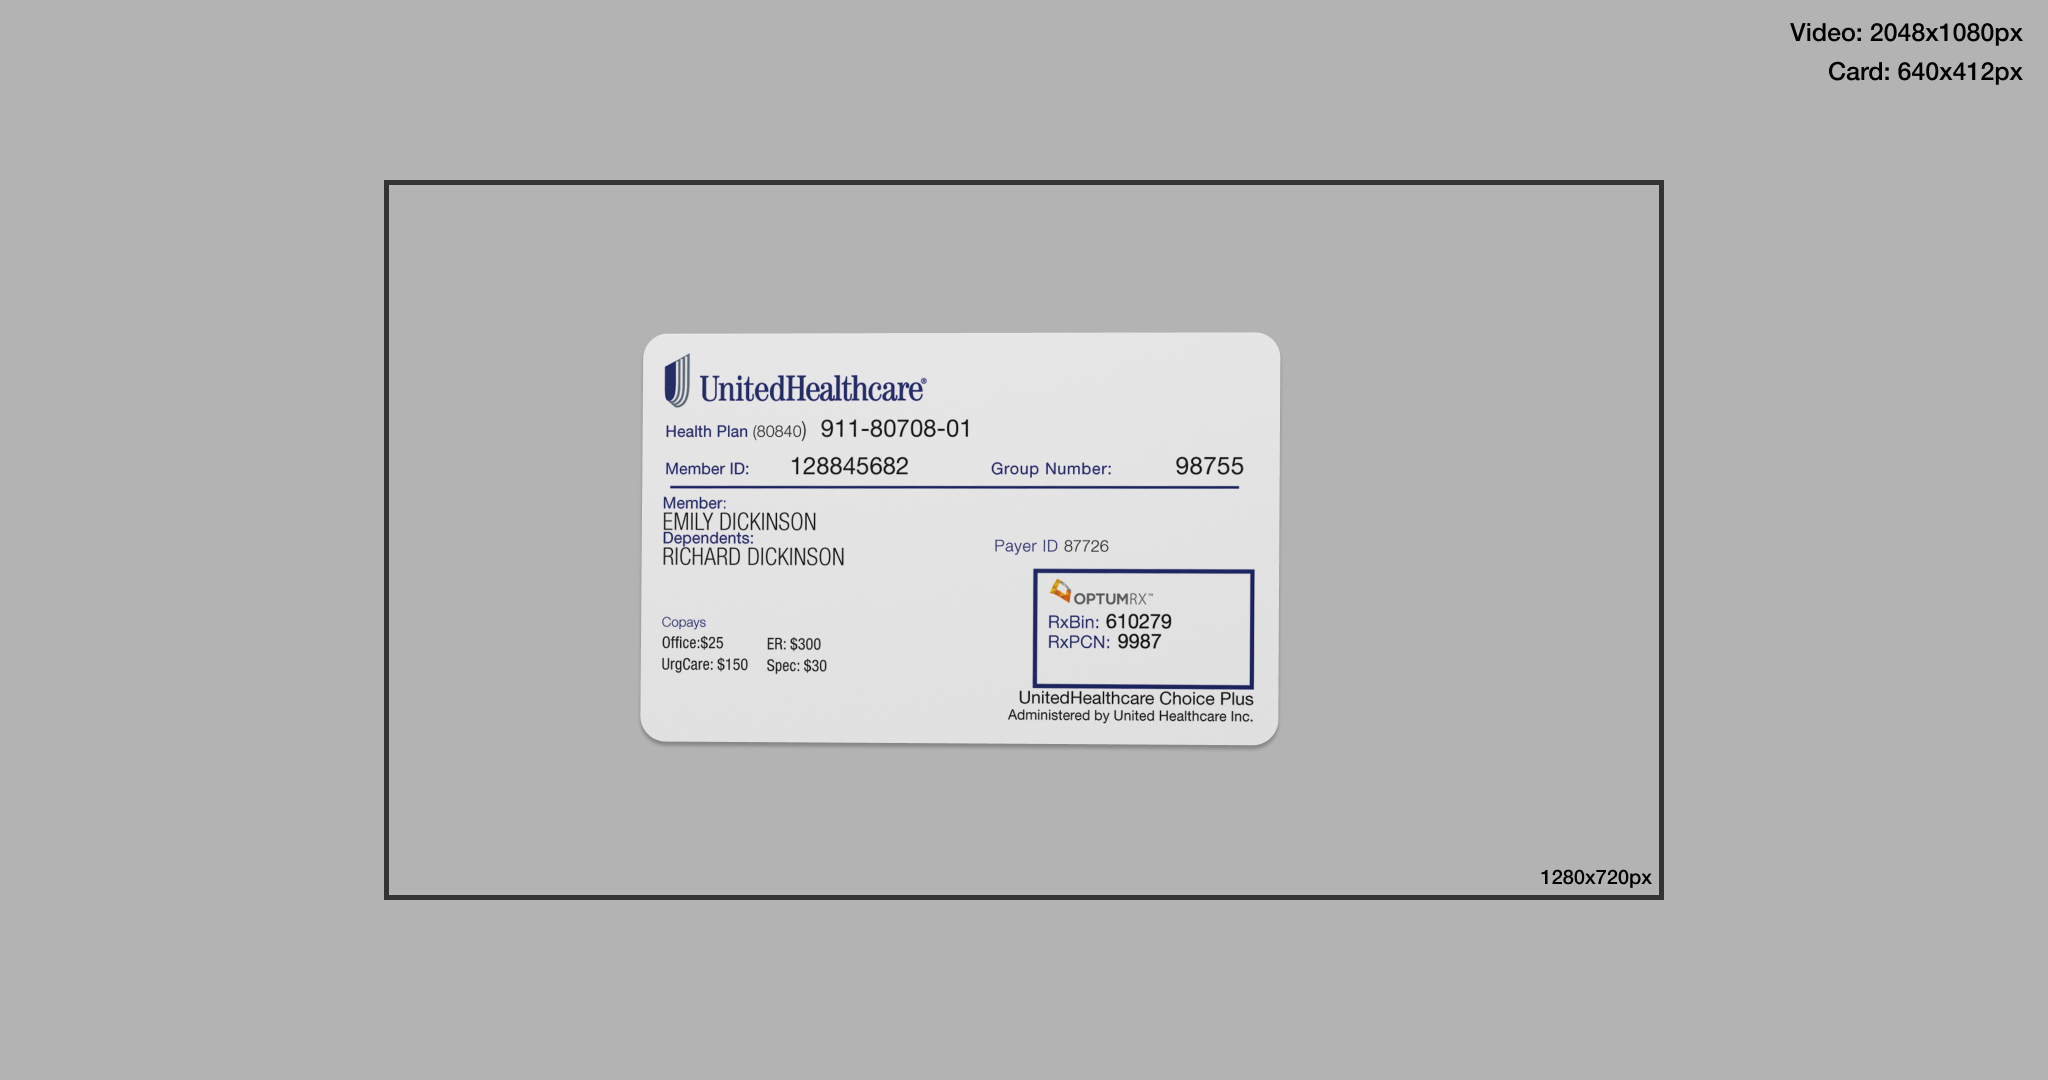 Video: 2048x1080px
Card: 640x412px
UnitedHealthcare®
Health Plan (80840) 911-80708-01
Member ID: 128845682 Group Number: 98755
Member:
EMILY DICKINSON
Dependents:
RICHARD DICKINSON
Payer ID 87726
OPTUMRX™
RxBin: 610279
RxPCN: 9987
Copays
Office:$25 ER: $300
UrgCare: $150 Spec: $30
UnitedHealthcare Choice Plus
Administered by United Healthcare Inc.
1280x720px